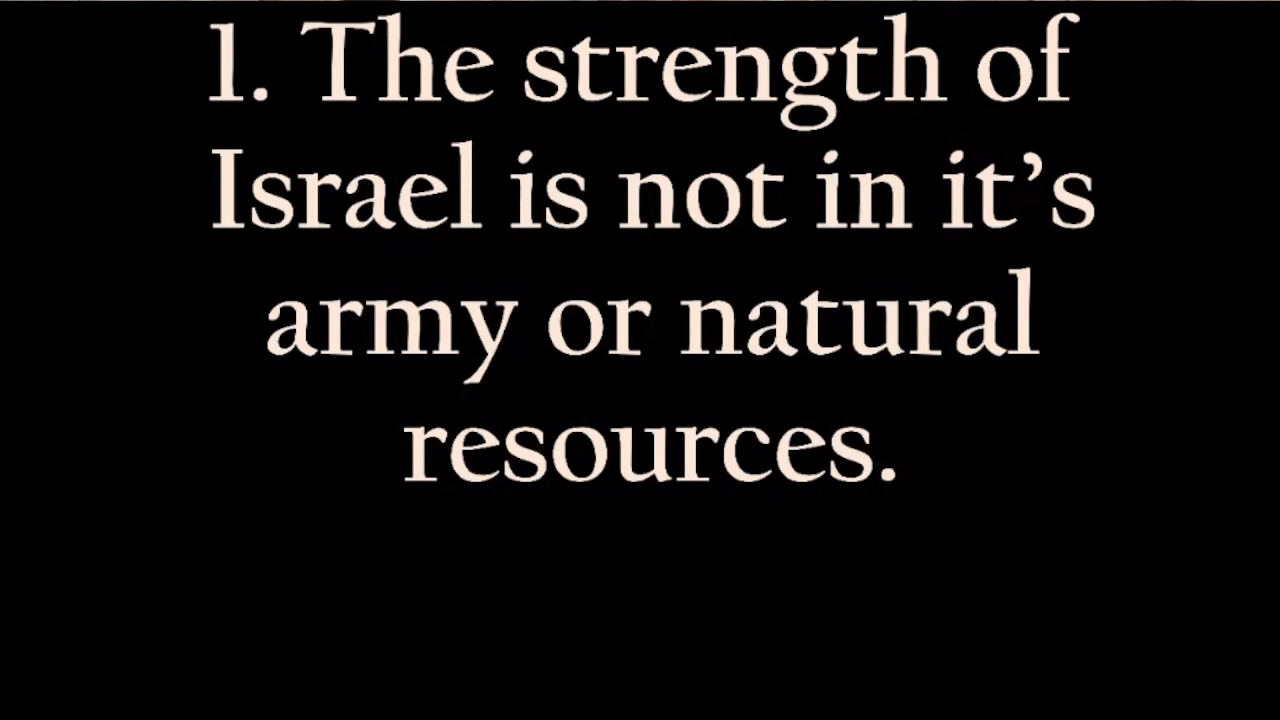 1. The strength of
Israel is not in it’s
army or natural
resources.